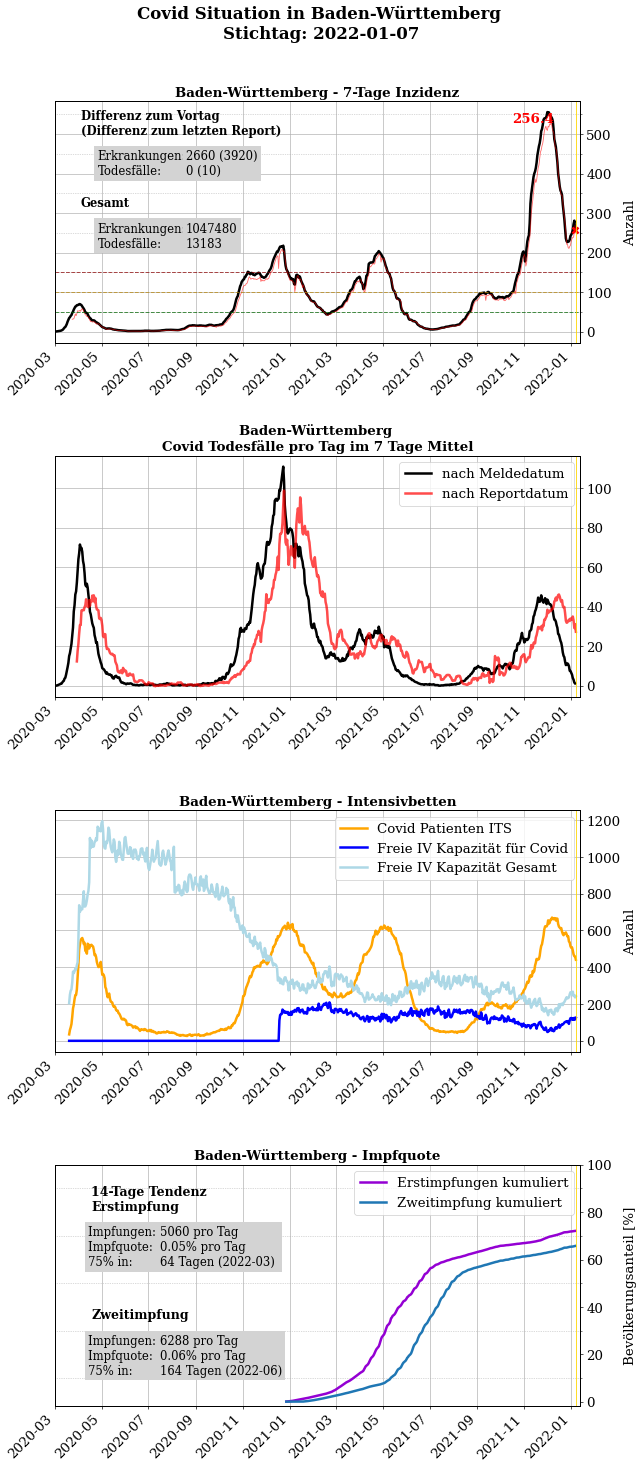 Covid Situation in Baden-Württemberg
Stichtag: 2022-01-07
Baden-Württemberg - 7-Tage Inzidenz
Differenz zum Vortag
(Differenz zum letzten Report)
Erkrankungen 2660 (3920)
Todesfälle: 0 (10)
Gesamt
Erkrankungen 1047480
Todesfälle: 13183
500
400
300
200
100
0
Anzahl
2020-03
2020-05
2020-07
2020-09
2020-11
2021-01
2021-03
2021-05
2021-07
2021-09
2021-11
2022-01
Baden-Württemberg
Covid Todesfälle pro Tag im 7 Tage Mittel
nach Meldedatum
nach Reportdatum
100
80
60
40
20
0
2020-03
2020-05
2020-07
2020-09
2020-11
2021-01
2021-03
2021-05
2021-07
2021-09
2021-11
2022-01
Baden-Württemberg - Intensivbetten
Covid Patienten ITS
Freie IV Kapazität für Covid
Freie IV Kapazität Gesamt
1200
1000
800
600
400
200
0
Anzahl
2020-03
2020-05
2020-07
2020-09
2020-11
2021-01
2021-03
2021-05
2021-07
2021-09
2021-11
2022-01
Baden-Württemberg - Impfquote
14-Tage Tendenz
Erstimpfung
Impfungen: 5060 pro Tag
Impfquote: 0.05% pro Tag
75% in: 64 Tagen (2022-03)
Zweitimpfung
Impfungen: 6288 pro Tag
Impfquote: 0.06% pro Tag
75% in: 164 Tagen (2022-06)
Erstimpfungen kumuliert
Zweitimpfung kumuliert
100
80
60
40
20
0
Bevölkerungsanteil [%]
2020-03
2020-05
2020-07
2020-09
2020-11
2021-01
2021-03
2021-05
2021-07
2021-09
2021-11
2022-01